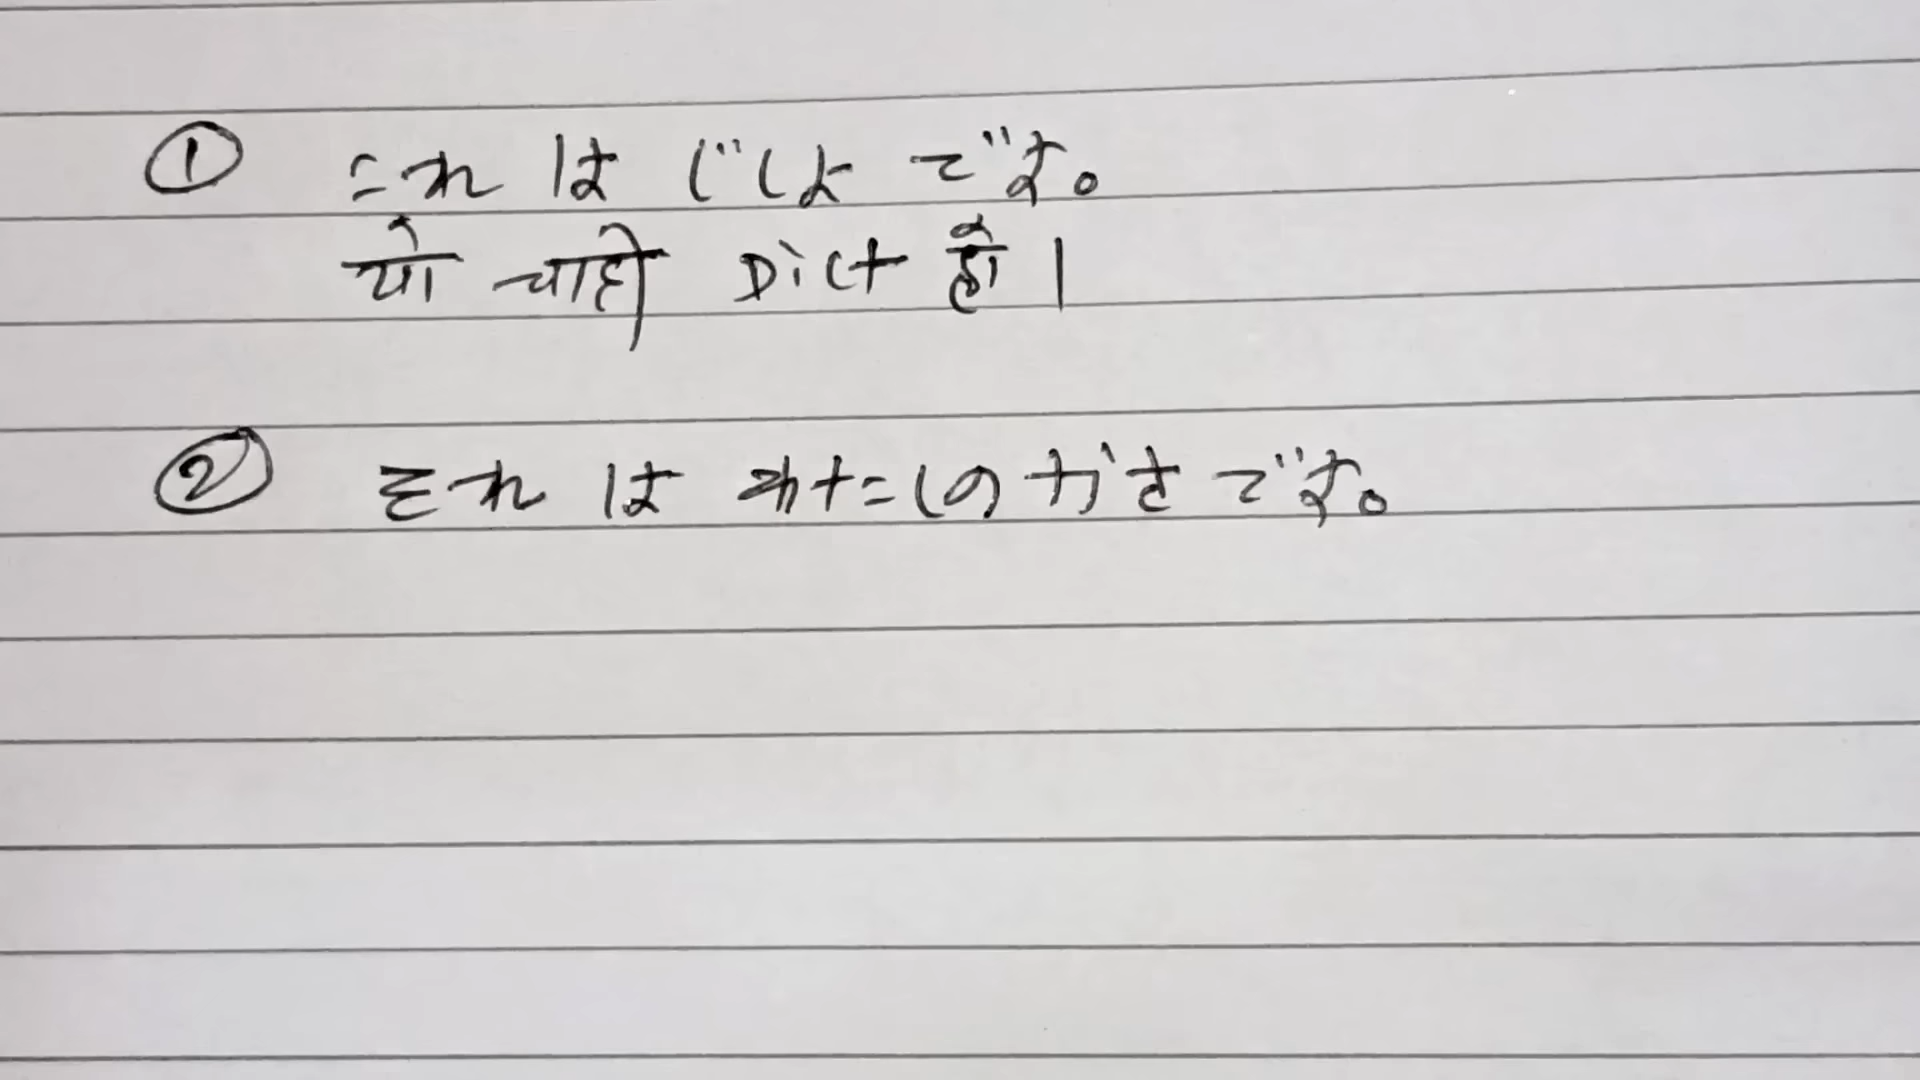 ① これ は じしょ です。
यो चाही Dict हो।
② それ は わたしの かさ です。